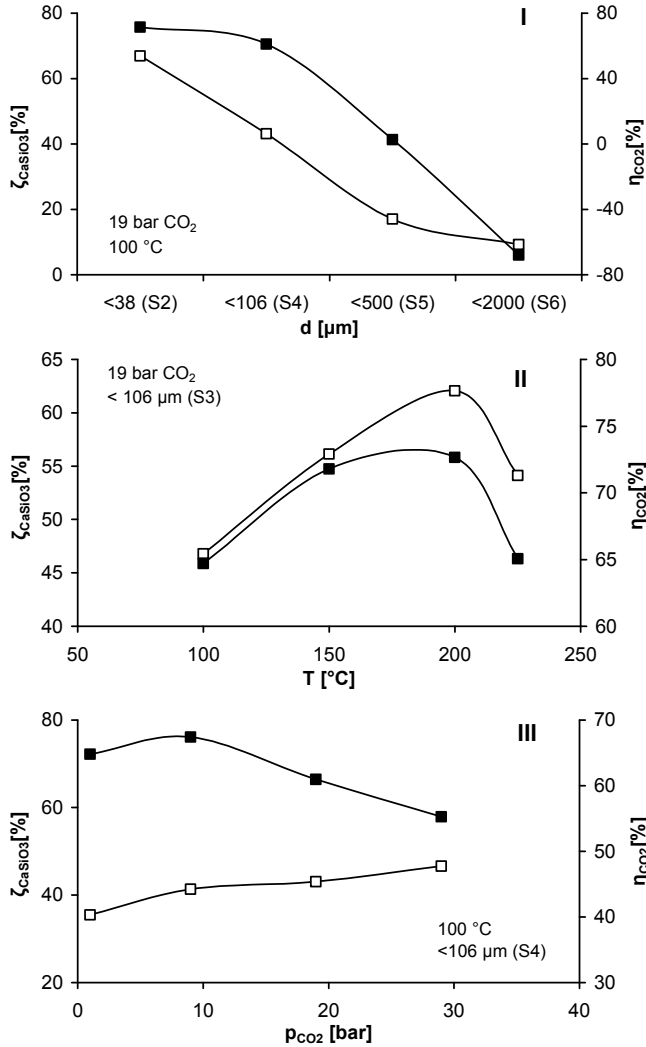 80
60
40
20
0
ζCaSiO3[%]
I
19 bar CO2
100 °C
80
40
0
-40
-80
ηCO2[%]
<38 (S2) <106 (S4) <500 (S5) <2000 (S6)
d [µm]
65
60
55
50
45
40
ζCaSiO3[%]
19 bar CO2
< 106 µm (S3)
II
80
75
70
65
60
ηCO2[%]
50 100 150 200 250
T [°C]
80
60
40
20
ζCaSiO3[%]
III
100 °C
<106 µm (S4)
70
60
50
40
30
ηCO2[%]
0 10 20 30 40
pCO2 [bar]